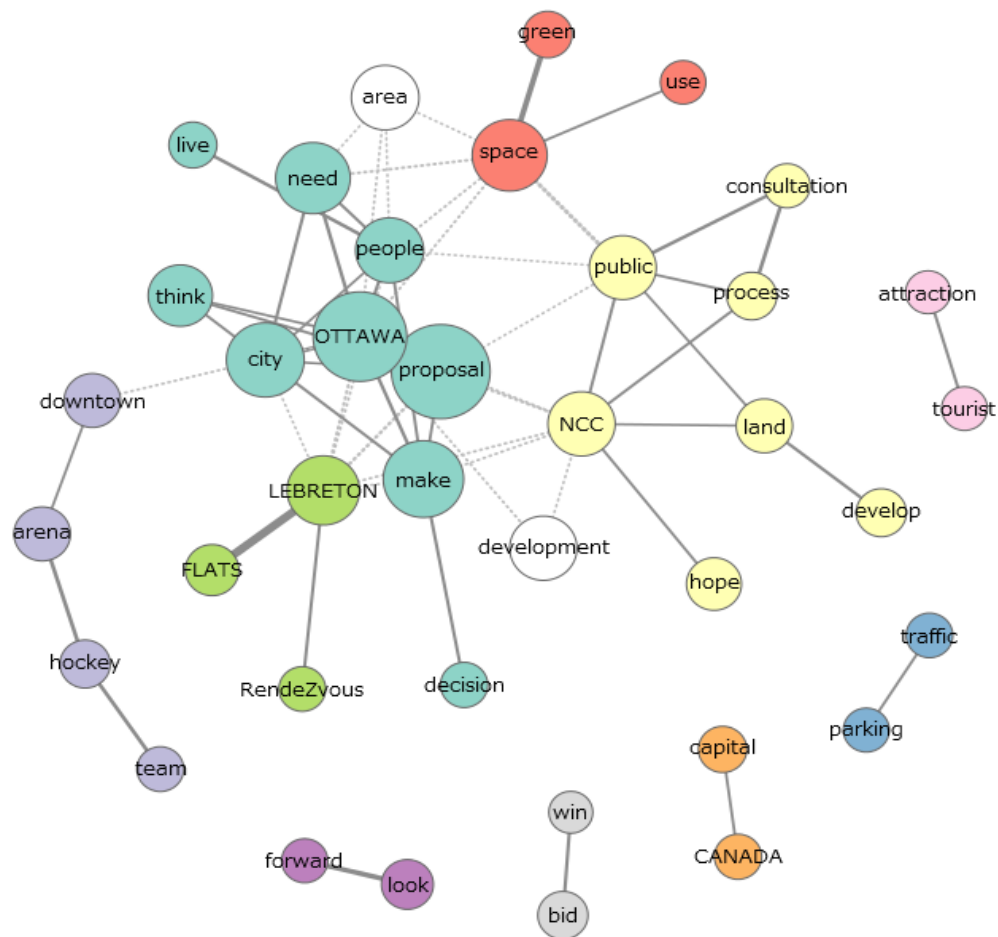 green
use
area
live
space
need
consultation
people
public
think
process
attraction
OTTAWA
city
proposal
downtown
tourist
NCC
land
LEBRETON
make
arena
develop
development
FLATS
hope
traffic
hockey
RendeZvous
decision
parking
capital
team
win
CANADA
forward
look
bid